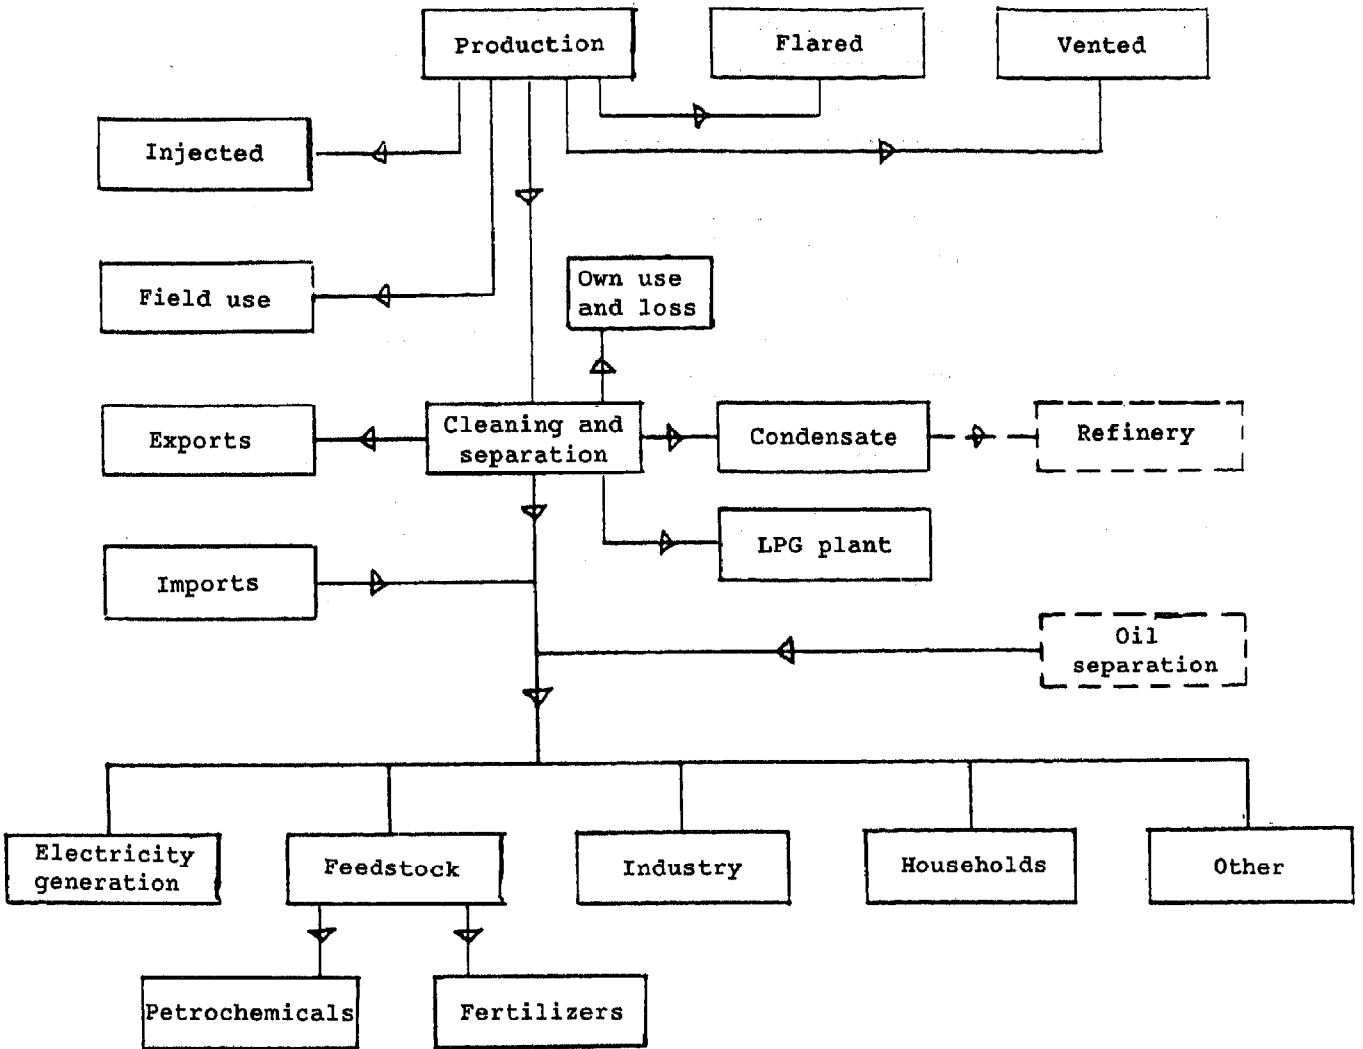 Production
Flared
Vented
Injected
Field use
Own use
and loss
Exports
Cleaning and
separation
Condensate
Refinery
LPG plant
Imports
Oil
separation
Electricity
generation
Feedstock
Industry
Households
Other
Petrochemicals
Fertilizers